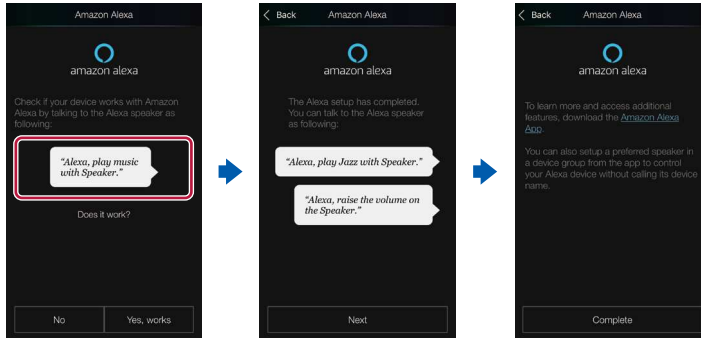 Amazon Alexa
amazon alexa
Check if your device works with Amazon
Alexa by talking to the Alexa speaker as
following:
“Alexa, play music
with Speaker.”
Does it work?
No
Yes, works
Back
Amazon Alexa
amazon alexa
The Alexa setup has completed.
You can talk to the Alexa speaker
as following:
“Alexa, play Jazz with Speaker.”
“Alexa, raise the volume on
the Speaker.”
Next
Back
Amazon Alexa
amazon alexa
To learn more and access additional
features, download the Amazon Alexa
App.
You can also setup a preferred speaker in
a device group from the app to control
your Alexa device without calling its device
name.
Complete